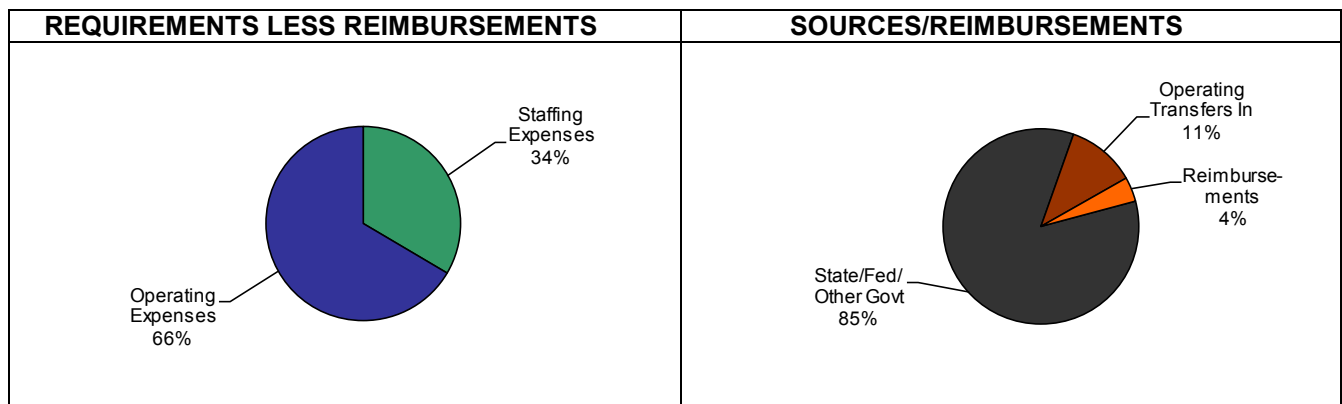 REQUIREMENTS LESS REIMBURSEMENTS
Staffing
Expenses
34%
Operating
Expenses
66%
SOURCES/REIMBURSEMENTS
Operating
Transfers In
11%
Reimburse-
ments
4%
State/Fed/
Other Govt
85%